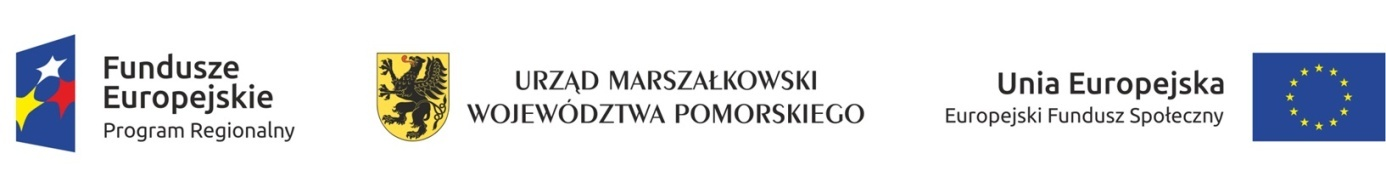 Fundusze
Europejskie
Program Regionalny
URZĄD MARSZAŁKOWSKI
WOJEWÓDZTWA POMORSKIEGO
Unia Europejska
Europejski Fundusz Społeczny